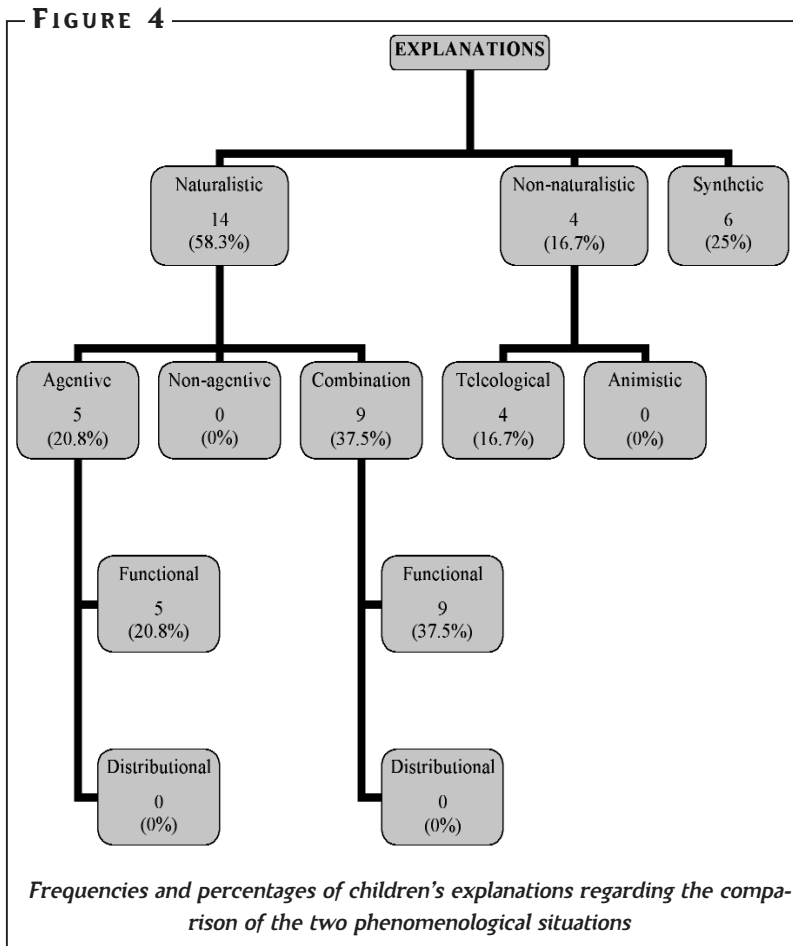 FIGURE 4
EXPLANATIONS
Naturalistic
14
(58.3%)
Non-naturalistic
4
(16.7%)
Synthetic
6
(25%)
Agentive
5
(20.8%)
Non-agentive
0
(0%)
Combination
9
(37.5%)
Teleological
4
(16.7%)
Animistic
0
(0%)
Functional
5
(20.8%)
Functional
9
(37.5%)
Distributional
0
(0%)
Distributional
0
(0%)
Frequencies and percentages of children's explanations regarding the compa-
rison of the two phenomenological situations